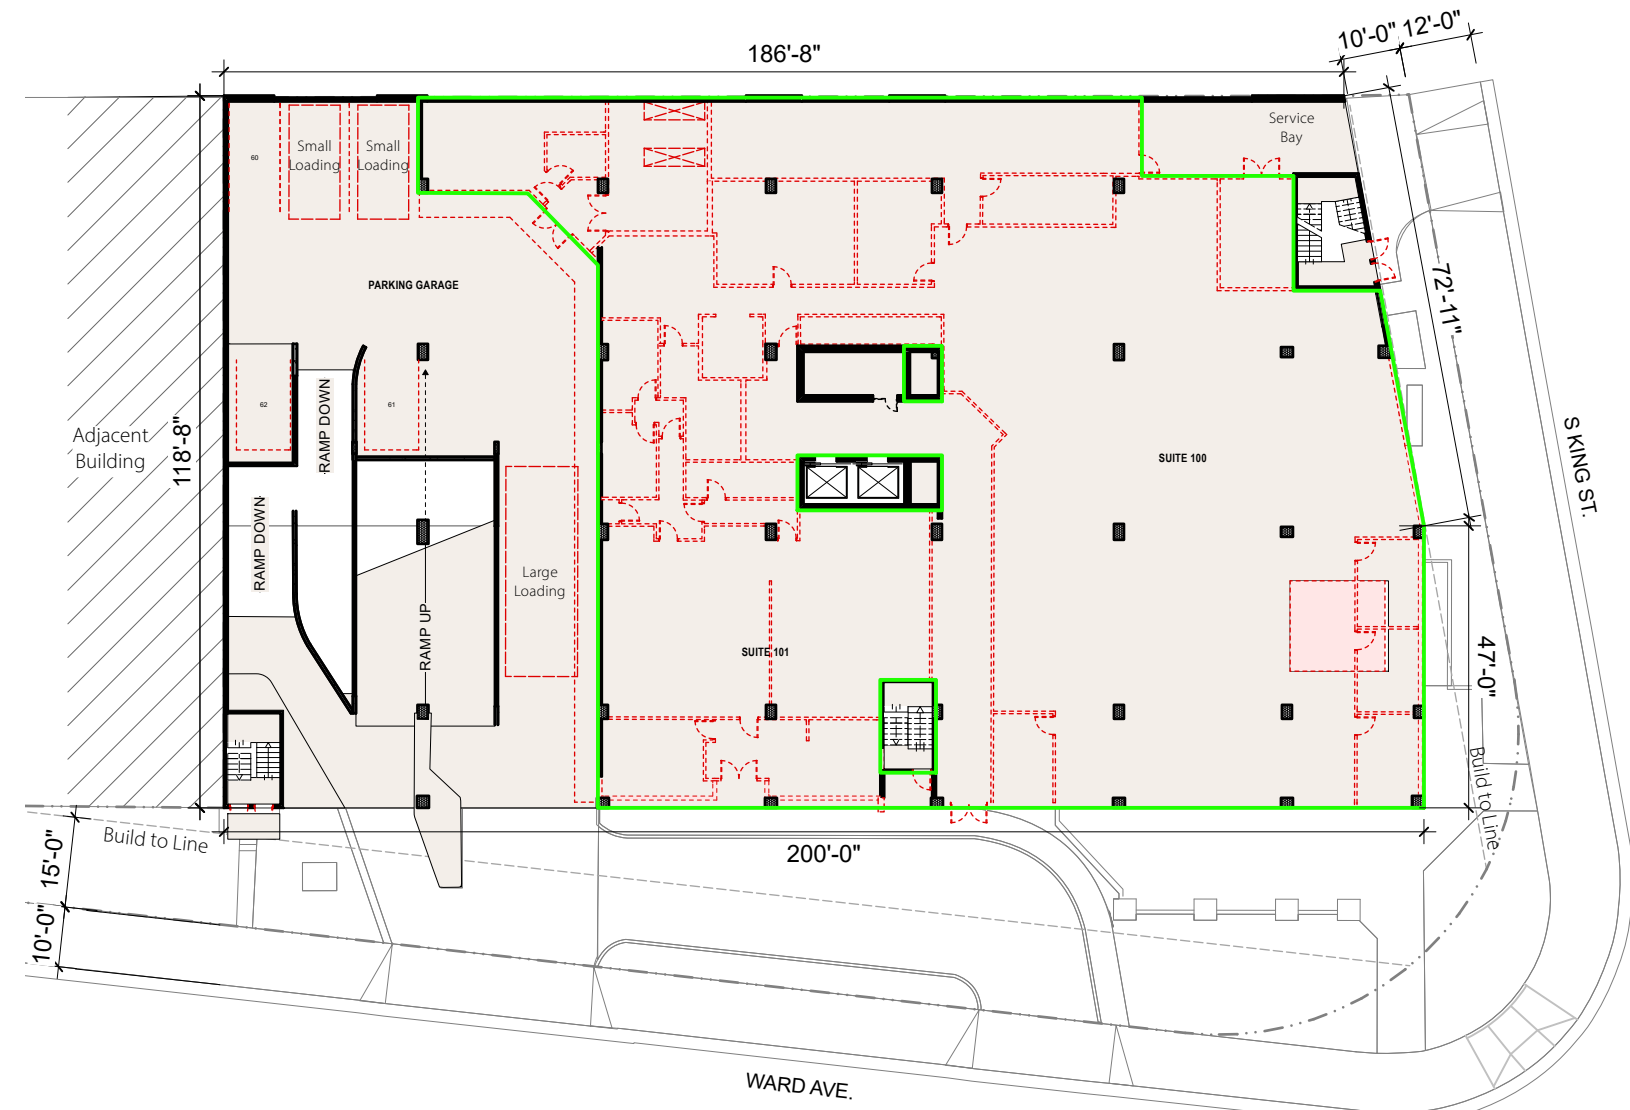 10'-0" 12'-0"
186'-8"
Service
Bay
Small
Loading
Small
Loading
60
72'-11"
PARKING GARAGE
62
61
RAMP DOWN
Adjacent
Building
118'-8"
S KING ST.
SUITE 100
RAMP DOWN
Large
Loading
RAMP UP
SUITE 101
47'-0"
Build to Line
Build to Line
15'-0"
200'-0"
10'-0"
WARD AVE.